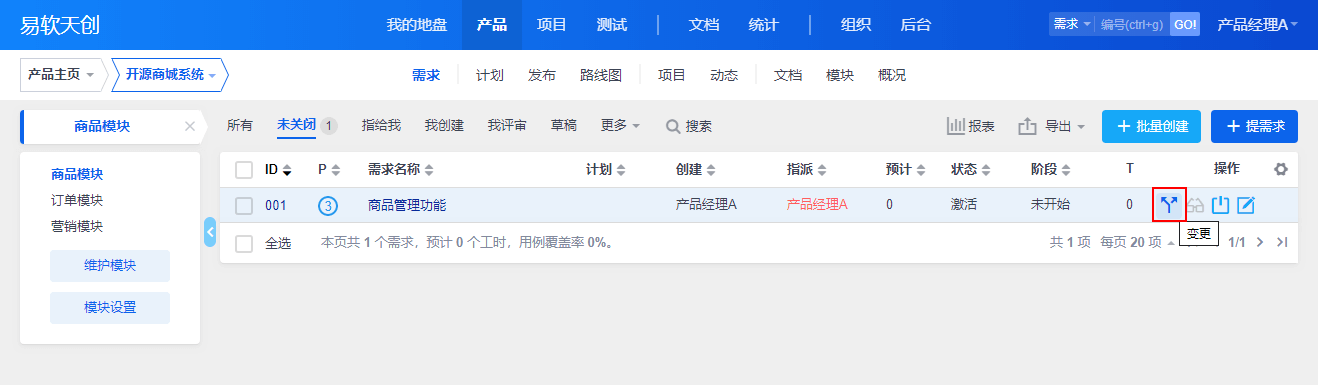 易软天创 我的地盘 产品 项目 测试 文档 统计 组织 后台 需求 编号(ctrl+g) GO! 产品经理A
产品主页 开源商城系统 需求 计划 发布 路线图 项目 动态 文档 模块 概况
商品模块 × 所有 未关闭 1 指给我 我创建 我评审 草稿 更多 搜索 报表 导出 + 批量创建 + 提需求
商品模块
订单模块
营销模块
维护模块
模块设置
ID P 需求名称 计划 创建 指派 预计 状态 阶段 T 操作
001 3 商品管理功能 产品经理A 产品经理A 0 激活 未开始 0
变更
全选 本页共 1 个需求，预计 0 个工时，用例覆盖率 0%。 共 1 项 每页 20 项 1/1